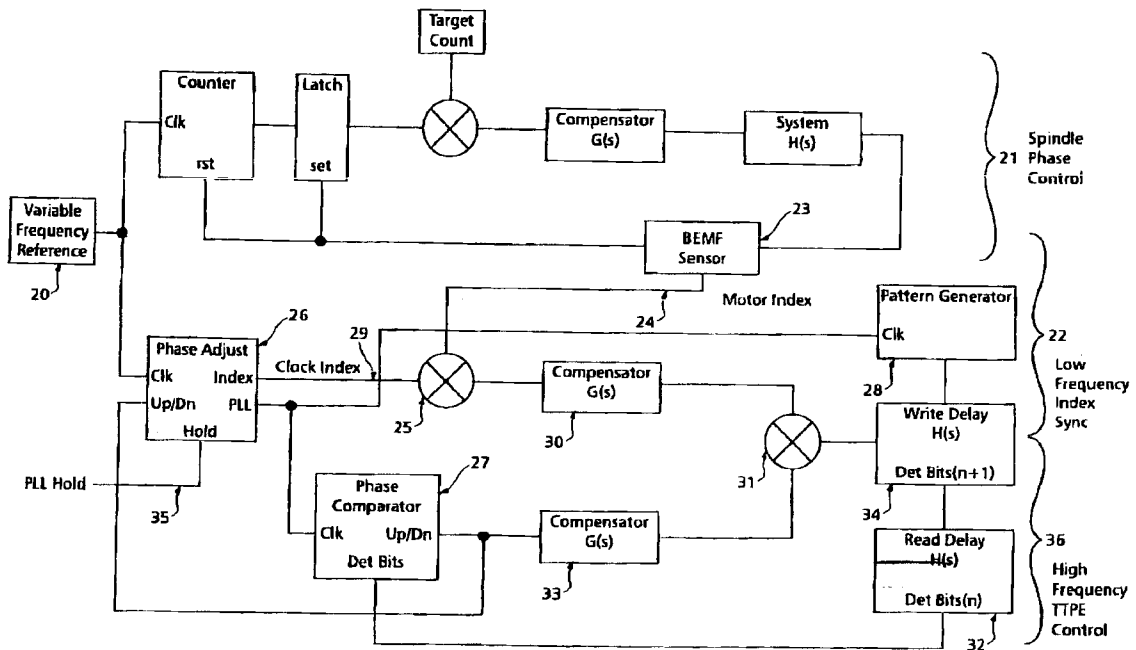 Target
Count
Counter
Clk
rst
Latch
set
Compensator
G(s)
System
H(s)
21 Spindle
Phase
Control
Variable
Frequency
Reference
20
BEMF
Sensor
23
24
Motor Index
Pattern Generator
Clk
28
22
Low
Frequency
Index
Sync
26
Phase Adjust
Clk
Index
Up/Dn
PLL
Hold
29
Clock Index
25
Compensator
G(s)
30
31
Write Delay
H(s)
Det Bits(n+1)
34
PLL Hold
35
27
Phase
Comparator
Clk
Up/Dn
Det Bits
Compensator
G(s)
33
Read Delay
H(s)
Det Bits(n)
32
36
High
Frequency
TTPE
Control